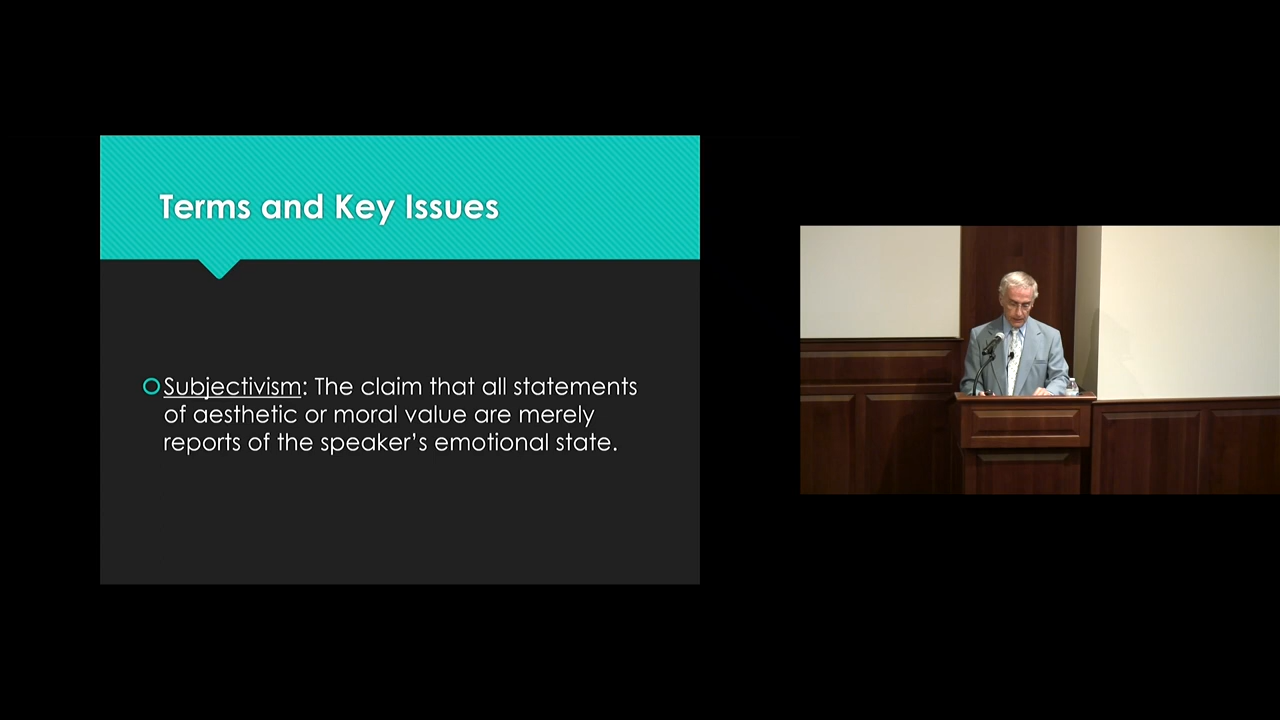 Terms and Key Issues
Subjectivism: The claim that all statements
of aesthetic or moral value are merely
reports of the speaker’s emotional state.